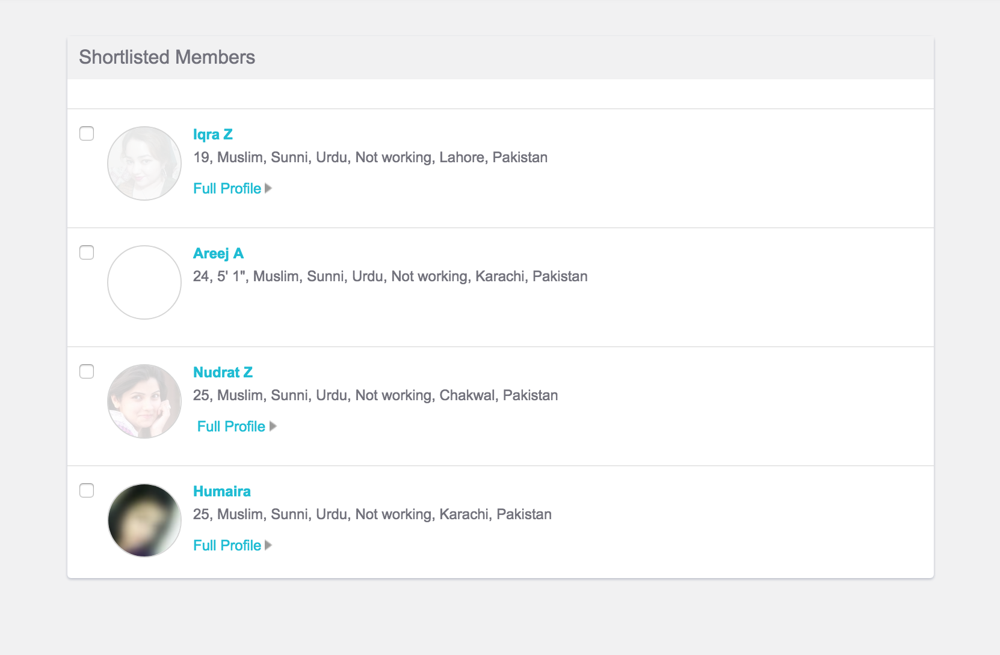 Shortlisted Members
Iqra Z
19, Muslim, Sunni, Urdu, Not working, Lahore, Pakistan
Full Profile
Areej A
24, 5' 1", Muslim, Sunni, Urdu, Not working, Karachi, Pakistan
Nudrat Z
25, Muslim, Sunni, Urdu, Not working, Chakwal, Pakistan
Full Profile
Humaira
25, Muslim, Sunni, Urdu, Not working, Karachi, Pakistan
Full Profile